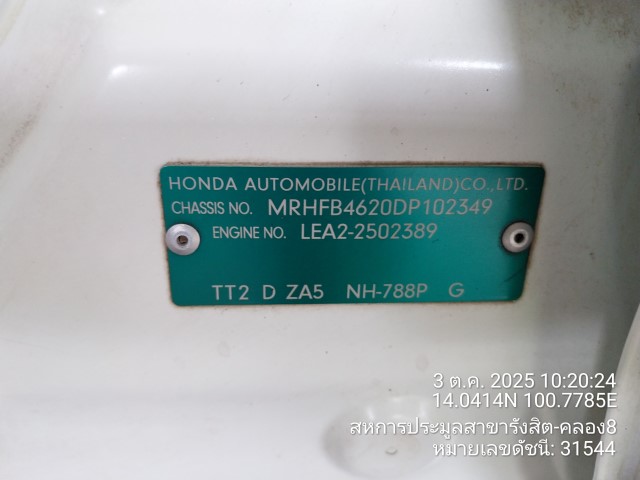 HONDA AUTOMOBILE(THAILAND)CO.,LTD.
CHASSIS NO. MRHFB4620DP102349
ENGINE NO. LEA2-2502389
TT2 D ZA5 NH-788P G
3 ต.ค. 2025 10:20:24
14.0414N 100.7785E
สหการประมูลสาขารังสิต-คลอง8
หมายเลขดัชนี: 31544